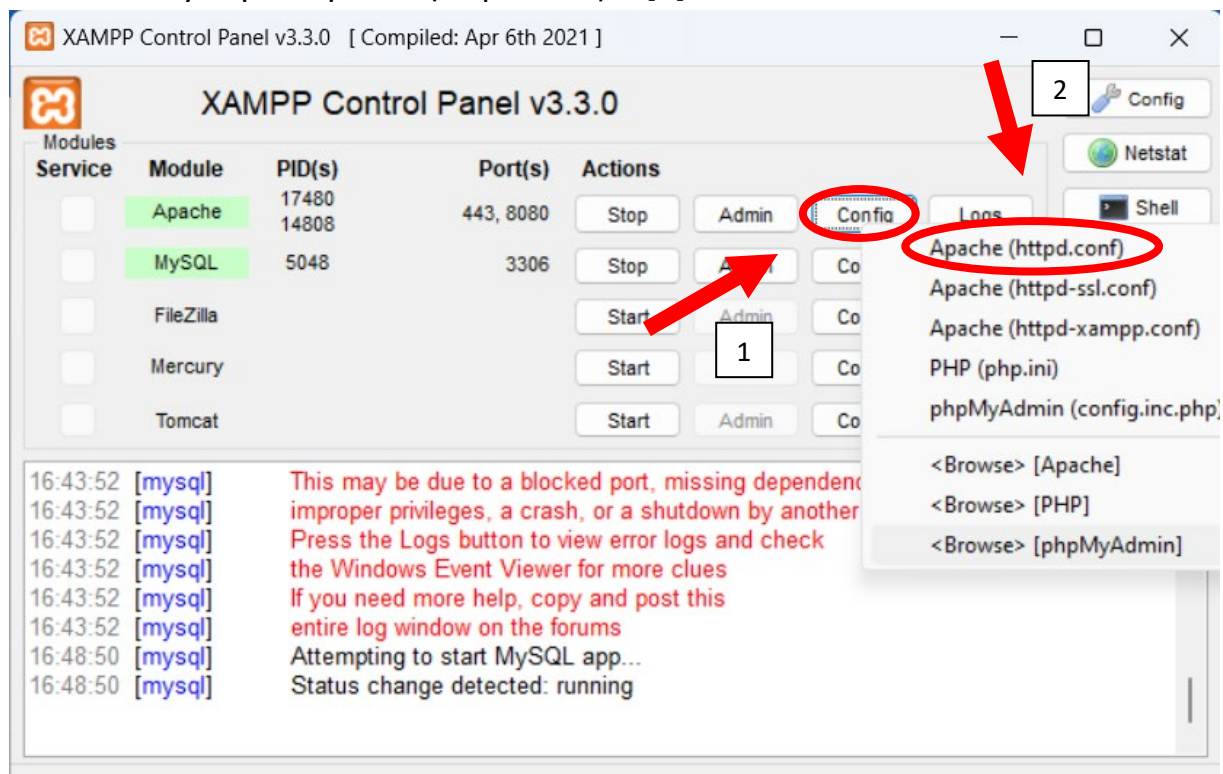 XAMPP Control Panel v3.3.0 [ Compiled: Apr 6th 2021 ]
XAMPP Control Panel v3.3.0
2
Config
Modules
Netstat
Service Module PID(s) Port(s) Actions
Apache 17480 14808 443, 8080 Stop Admin Config Logs Shell
MySQL 5048 3306 Stop Admin Co
FileZilla Start Admin Co
1
Mercury Start Co
Tomcat Start Admin Co
Apache (httpd.conf)
Apache (httpd-ssl.conf)
Apache (httpd-xampp.conf)
PHP (php.ini)
phpMyAdmin (config.inc.php)
<Browse> [Apache]
<Browse> [PHP]
<Browse> [phpMyAdmin]
16:43:52 [mysql] This may be due to a blocked port, missing dependenc
16:43:52 [mysql] improper privileges, a crash, or a shutdown by another
16:43:52 [mysql] Press the Logs button to view error logs and check
16:43:52 [mysql] the Windows Event Viewer for more clues
16:43:52 [mysql] If you need more help, copy and post this
16:43:52 [mysql] entire log window on the forums
16:48:50 [mysql] Attempting to start MySQL app...
16:48:50 [mysql] Status change detected: running